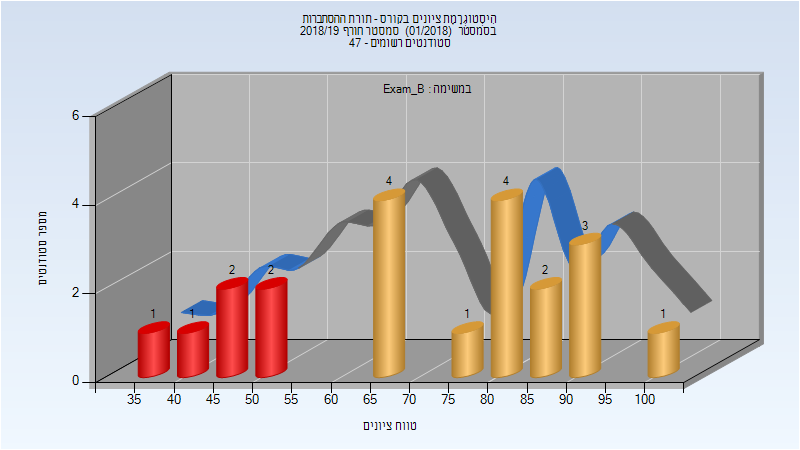 היסטוגרמת ציונים בקורס - תורת ההסתברות
בסמסטר (01/2018) סמסטר חורף 2018/19
סטודנטים רשומים - 47
במשימה : Exam_B
מספר סטודנטים
6
4
2
0
1
1
2
2
4
1
4
2
3
1
35 40 45 50 55 60 65 70 75 80 85 90 95 100
טווח ציונים